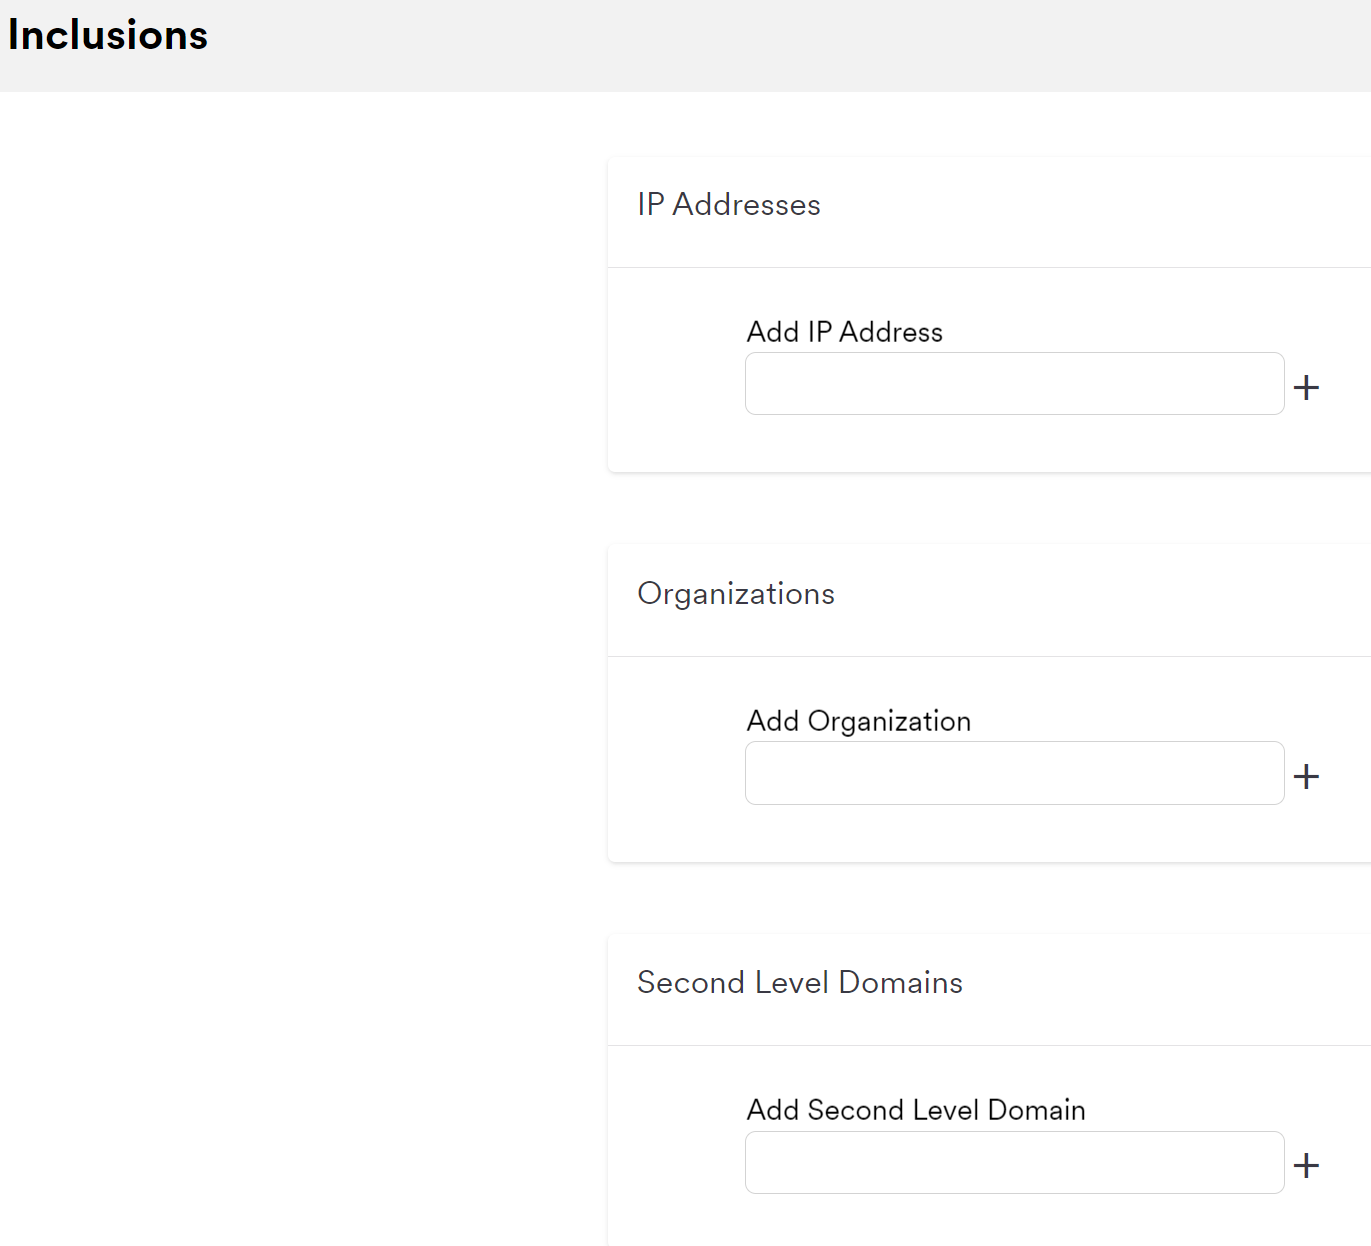 Inclusions
IP Addresses
Add IP Address
Organizations
Add Organization
Second Level Domains
Add Second Level Domain